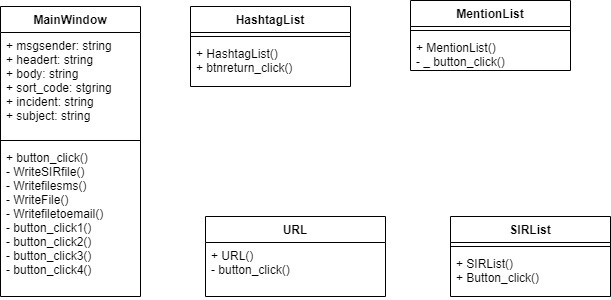 MainWindow
+ msgsender: string
+ headert: string
+ body: string
+ sort_code: stgring
+ incident: string
+ subject: string
+ button_click()
- WriteSIRfile()
- Writefilesms()
- WriteFile()
- Writefiletoemail()
- button_click1()
- button_click2()
- button_click3()
- button_click4()
HashtagList
+ HashtagList()
+ btnreturn_click()
MentionList
+ MentionList()
- _ button_click()
URL
+ URL()
- button_click()
SIRList
+ SIRList()
+ Button_click()